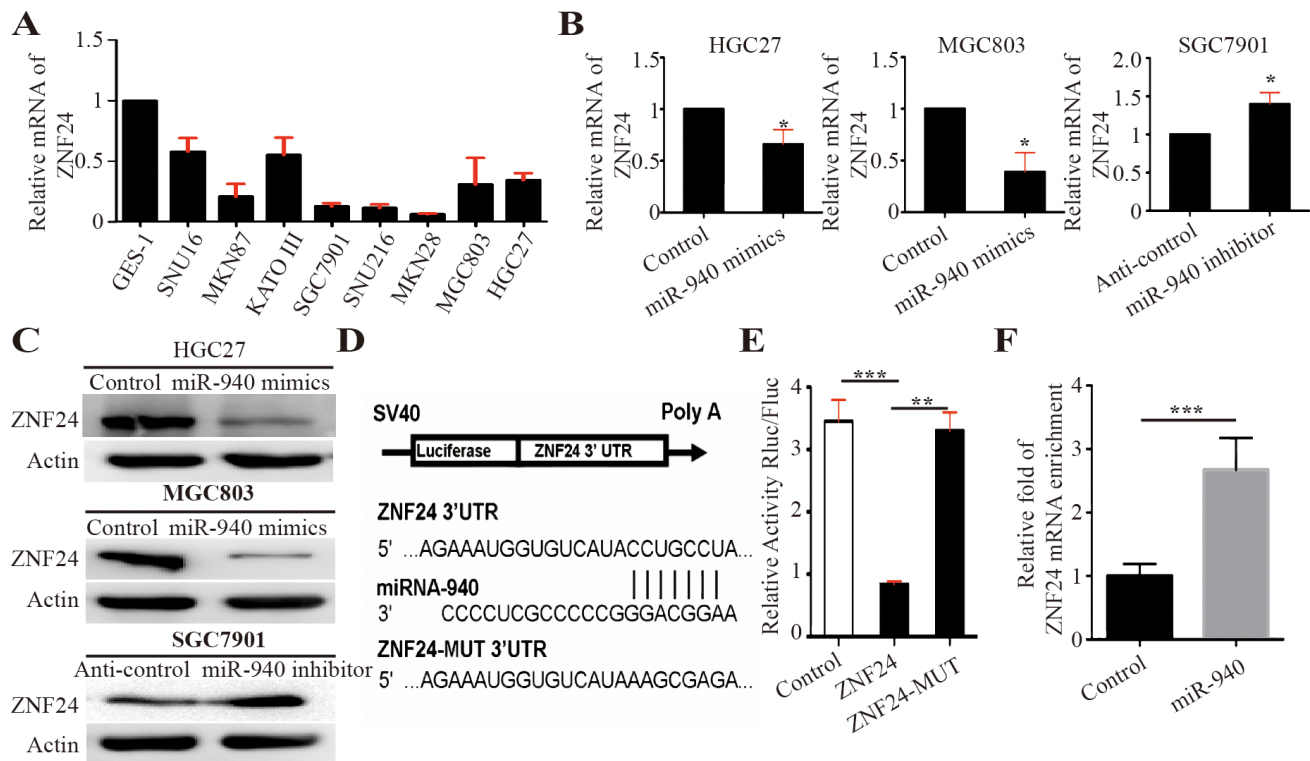 A
Relative mRNA of
ZNF24
1.5
1
0.5
0
GES-1
SNU16
MKN87
KATO III
SGC7901
SNU216
MKN28
MGC803
HGC27
B
HGC27
Relative mRNA of
ZNF24
1.5
1
0.5
0
*
Control
miR-940 mimics
MGC803
Relative mRNA of
ZNF24
1.5
1
0.5
0
*
Control
miR-940 mimics
SGC7901
Relative mRNA of
ZNF24
2.0
1.5
1.0
0.5
0
*
Anti-control
miR-940 inhibitor
C
HGC27
Control miR-940 mimics
ZNF24
Actin
MGC803
Control miR-940 mimics
ZNF24
Actin
SGC7901
Anti-control miR-940 inhibitor
ZNF24
Actin
D
SV40 Poly A
Luciferase ZNF24 3' UTR
ZNF24 3'UTR
5' ...AGAAAUGGUGUCAUACCUGCCUA...
miRNA-940
3' CCCCUCGCCCCCGGGACGGAA
ZNF24-MUT 3'UTR
5' ...AGAAAUGGUGUCAUAAAGCGAGA...
E
Relative Activity Rluc/Fluc
4
3
2
1
0
***
**
Control
ZNF24
ZNF24-MUT
F
Relative fold of
ZNF24 mRNA enrichment
4
3
2
1
0
***
Control
miR-940